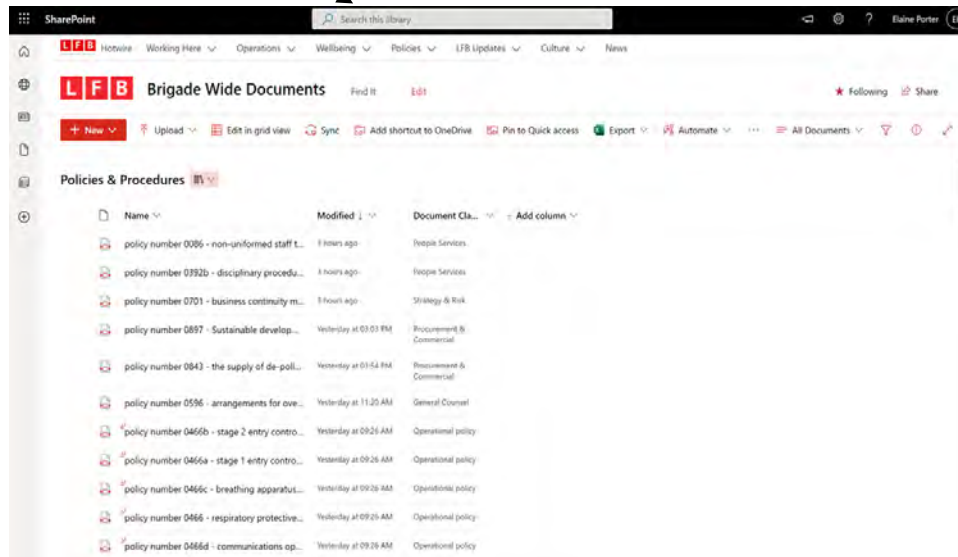 SharePoint Search this library ? Elaine Porter
LFB Hotwire Working Here Operations Wellbeing Policies LFB Updates Culture News
LFB Brigade Wide Documents Find It Edit Following Share
+ New Upload Edit in grid view Sync Add shortcut to OneDrive Pin to Quick access Export Automate ... All Documents
Policies & Procedures
Name Modified ↓ Document Cla... + Add column
policy number 0086 - non-uniformed staff t... hours ago People Services
policy number 0392b - disciplinary procedu... hours ago People Services
policy number 0701 - business continuity m... hours ago Strategy & Risk
policy number 0897 - Sustainable develop... Yesterday at 03:03 PM Procurement &
Commercial
policy number 0843 - the supply of de-poll... Yesterday at PM Procurement &
Commercial
policy number 0596 - arrangements for ove... Yesterday at 11:20 AM General Counsel
policy number 0466b - stage 2 entry contro... Yesterday at 09:26 AM Operational policy
policy number 0466a - stage 1 entry contro... Yesterday at 09:26 AM Operational policy
policy number 0466c - breathing apparatus... Yesterday at 09:26 AM Operational policy
policy number 0466 - respiratory protective... Yesterday at 09:26 AM Operational policy
policy number 0466d - communications op... Yesterday at 09:26 AM Operational policy